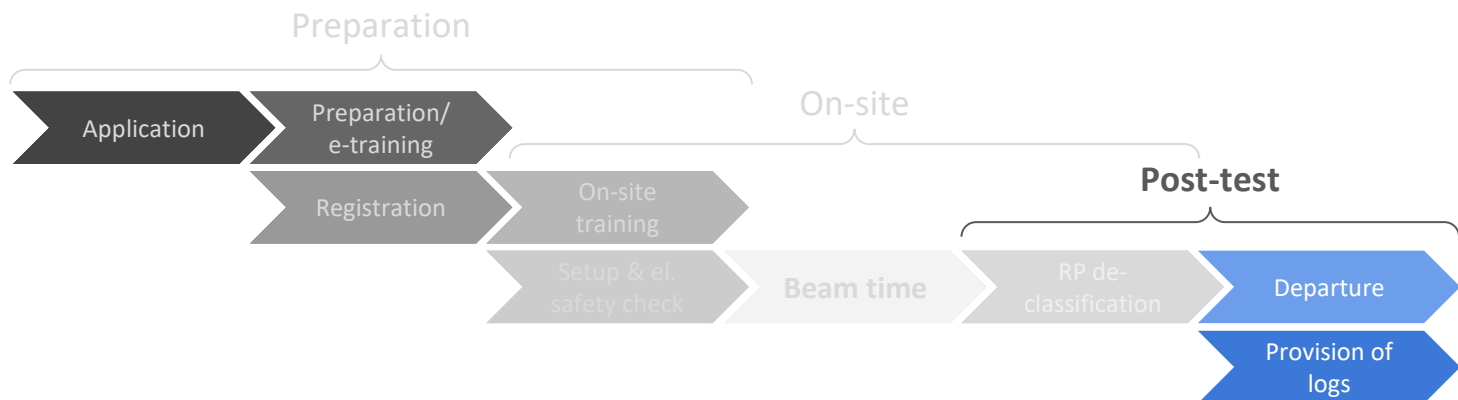 Preparation
On-site
Application
Preparation/
e-training
Post-test
Registration
On-site
training
Setup & el.
safety check
Beam time
RP de-
classification
Departure
Provision of
logs